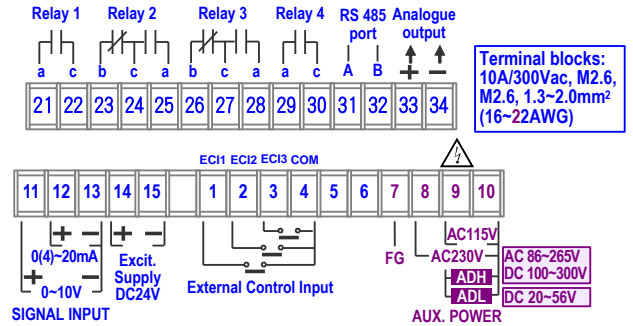 Relay 1 Relay 2 Relay 3 Relay 4 RS 485 port Analogue output
a c b c a b c a a c A B + −
21 22 23 24 25 26 27 28 29 30 31 32 33 34
Terminal blocks:
10A/300Vac, M2.6,
M2.6, 1.3~2.0mm²
(16~22AWG)
ECI1 ECI2 ECI3 COM
11 12 13 14 15 1 2 3 4 5 6 7 8 9 10
+ − + −
0(4)~20mA
+ −
0~10V
SIGNAL INPUT
Excit.
Supply
DC24V
External Control Input
FG
AC115V
AC230V
ADH
ADL
AC 86~265V
DC 100~300V
DC 20~56V
AUX. POWER